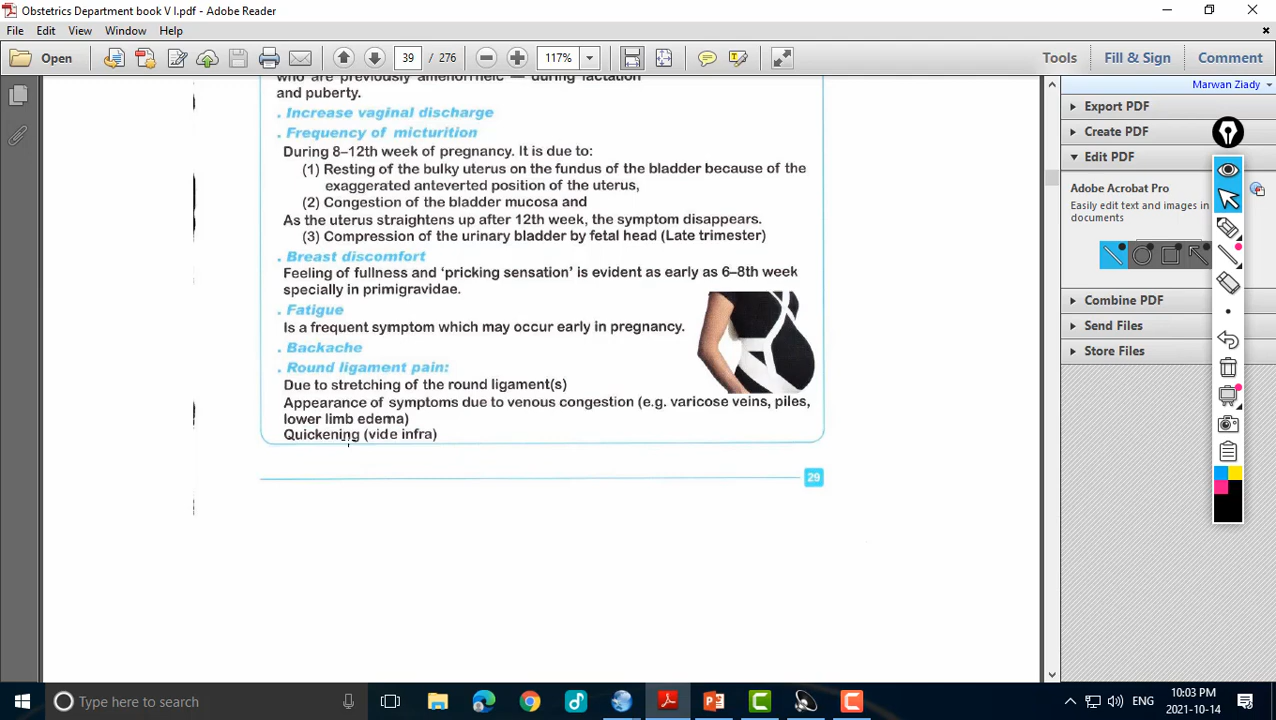 Obstetrics Department book V I.pdf - Adobe Reader
File Edit View Window Help
Open 39 / 276 117% Tools Fill & Sign Comment
Marwan Ziady
who are previously amenorrheic — during lactation
and puberty.
. Increase vaginal discharge
. Frequency of micturition
During 8–12th week of pregnancy. It is due to:
(1) Resting of the bulky uterus on the fundus of the bladder because of the
exaggerated anteverted position of the uterus,
(2) Congestion of the bladder mucosa and
As the uterus straightens up after 12th week, the symptom disappears.
(3) Compression of the urinary bladder by fetal head (Late trimester)
. Breast discomfort
Feeling of fullness and ‘pricking sensation’ is evident as early as 6–8th week
specially in primigravidae.
. Fatigue
Is a frequent symptom which may occur early in pregnancy.
. Backache
. Round ligament pain:
Due to stretching of the round ligament(s)
Appearance of symptoms due to venous congestion (e.g. varicose veins, piles,
lower limb edema)
Quickening (vide infra)
29
Export PDF
Create PDF
Edit PDF
Adobe Acrobat Pro
Easily edit text and images in
documents
Combine PDF
Send Files
Store Files
Type here to search
ENG
10:03 PM
2021-10-14